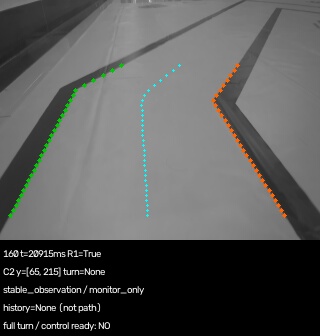 160 t=20915ms R1=True
C2 y=[65, 215] turn=None
stable_observation / monitor_only
history=None (not path)
full turn / control ready: NO